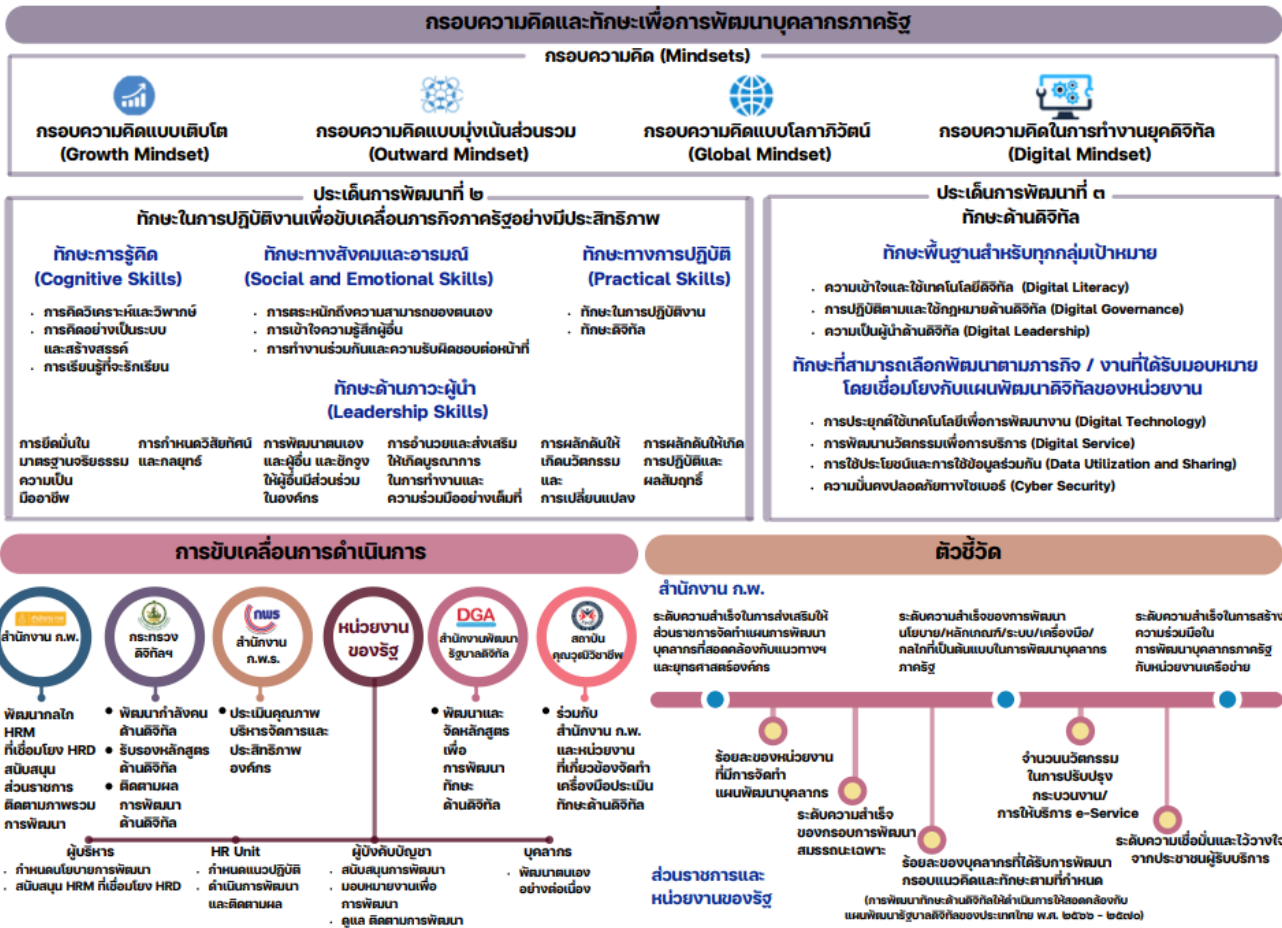 กรอบความคิดและทักษะเพื่อการพัฒนาบุคลากรภาครัฐ
กรอบความคิด (Mindsets)
กรอบความคิดแบบเติบโต
(Growth Mindset)
กรอบความคิดแบบมุ่งเน้นส่วนรวม
(Outward Mindset)
กรอบความคิดแบบโลกาภิวัตน์
(Global Mindset)
กรอบความคิดในการทำงานยุคดิจิทัล
(Digital Mindset)
ประเด็นการพัฒนาที่ ๒
ทักษะในการปฏิบัติงานเพื่อขับเคลื่อนภารกิจภาครัฐอย่างมีประสิทธิภาพ
ทักษะการรู้คิด
(Cognitive Skills)
· การคิดวิเคราะห์และวิพากษ์
· การคิดอย่างเป็นระบบ
และสร้างสรรค์
· การเรียนรู้ที่จะรักเรียน
ทักษะทางสังคมและอารมณ์
(Social and Emotional Skills)
· การตระหนักถึงความสามารถของตนเอง
· การเข้าใจความรู้สึกผู้อื่น
· การทำงานร่วมกันและความรับผิดชอบต่อหน้าที่
ทักษะทางการปฏิบัติ
(Practical Skills)
· ทักษะในการปฏิบัติงาน
· ทักษะดิจิทัล
ทักษะด้านภาวะผู้นำ
(Leadership Skills)
การยึดมั่นใน
มาตรฐานจริยธรรม
ความเป็น
มืออาชีพ
การกำหนดวิสัยทัศน์
และกลยุทธ์
การพัฒนาตนเอง
และผู้อื่น และชักจูง
ให้ผู้อื่นมีส่วนร่วม
ในองค์กร
การอำนวยและส่งเสริม
ให้เกิดบูรณาการ
ในการทำงานและ
ความร่วมมืออย่างเต็มที่
การผลักดันให้
เกิดนวัตกรรม
และ
การเปลี่ยนแปลง
การผลักดันให้เกิด
การปฏิบัติและ
ผลสัมฤทธิ์
ประเด็นการพัฒนาที่ ๓
ทักษะด้านดิจิทัล
ทักษะพื้นฐานสำหรับทุกกลุ่มเป้าหมาย
· ความเข้าใจและใช้เทคโนโลยีดิจิทัล (Digital Literacy)
· การปฏิบัติตามและใช้กฎหมายด้านดิจิทัล (Digital Governance)
· ความเป็นผู้นำด้านดิจิทัล (Digital Leadership)
ทักษะที่สามารถเลือกพัฒนาตามภารกิจ / งานที่ได้รับมอบหมาย
โดยเชื่อมโยงกับแผนพัฒนาดิจิทัลของหน่วยงาน
· การประยุกต์ใช้เทคโนโลยีเพื่อการพัฒนางาน (Digital Technology)
· การพัฒนานวัตกรรมเพื่อการบริการ (Digital Service)
· การใช้ประโยชน์และการใช้ข้อมูลร่วมกัน (Data Utilization and Sharing)
· ความมั่นคงปลอดภัยทางไซเบอร์ (Cyber Security)
การขับเคลื่อนการดำเนินการ
สำนักงาน ก.พ.
พัฒนากลไก
HRM
ที่เชื่อมโยง HRD
สนับสนุน
ส่วนราชการ
ติดตามภาพรวม
การพัฒนา
กระทรวง
ดิจิทัลฯ
• พัฒนากำลังคน
ด้านดิจิทัล
• รับรองหลักสูตร
ด้านดิจิทัล
• ติดตามผล
การพัฒนา
ด้านดิจิทัล
กพร
สำนักงาน
ก.พ.ร.
• ประเมินคุณภาพ
บริหารจัดการและ
ประสิทธิภาพ
องค์กร
หน่วยงาน
ของรัฐ
DGA
สำนักงานพัฒนา
รัฐบาลดิจิทัล
• พัฒนาและ
จัดหลักสูตร
เพื่อ
การพัฒนา
ทักษะ
ด้านดิจิทัล
สถาบัน
คุณวุฒิวิชาชีพ
• ร่วมกับ
สำนักงาน ก.พ.
และหน่วยงาน
ที่เกี่ยวข้องจัดทำ
เครื่องมือประเมิน
ทักษะด้านดิจิทัล
ผู้บริหาร
· กำหนดนโยบายการพัฒนา
· สนับสนุน HRM ที่เชื่อมโยง HRD
HR Unit
· กำหนดแนวปฏิบัติ
· ดำเนินการพัฒนา
และติดตามผล
ผู้บังคับบัญชา
· สนับสนุนการพัฒนา
· มอบหมายงานเพื่อ
การพัฒนา
· ดูแล ติดตามการพัฒนา
บุคลากร
· พัฒนาตนเอง
อย่างต่อเนื่อง
ตัวชี้วัด
สำนักงาน ก.พ.
ระดับความสำเร็จในการส่งเสริมให้
ส่วนราชการจัดทำแผนการพัฒนา
บุคลากรที่สอดคล้องกับแนวทางฯ
และยุทธศาสตร์องค์กร
ระดับความสำเร็จของการพัฒนา
นโยบาย/หลักเกณฑ์/ระบบ/เครื่องมือ/
กลไกที่เป็นต้นแบบในการพัฒนาบุคลากร
ภาครัฐ
ระดับความสำเร็จในการสร้าง
ความร่วมมือใน
การพัฒนาบุคลากรภาครัฐ
กับหน่วยงานเครือข่าย
ร้อยละของหน่วยงาน
ที่มีการจัดทำ
แผนพัฒนาบุคลากร
ระดับความสำเร็จ
ของกรอบการพัฒนา
สมรรถนะเฉพาะ
จำนวนนวัตกรรม
ในการปรับปรุง
กระบวนงาน/
การให้บริการ e-Service
ร้อยละของบุคลากรที่ได้รับการพัฒนา
กรอบแนวคิดและทักษะตามที่กำหนด
(การพัฒนาทักษะด้านดิจิทัลให้ดำเนินการให้สอดคล้องกับ
แผนพัฒนารัฐบาลดิจิทัลของประเทศไทย พ.ศ. ๒๕๖๖ - ๒๕๗๐)
ระดับความเชื่อมั่นและไว้วางใจ
จากประชาชนผู้รับบริการ
ส่วนราชการและ
หน่วยงานของรัฐ